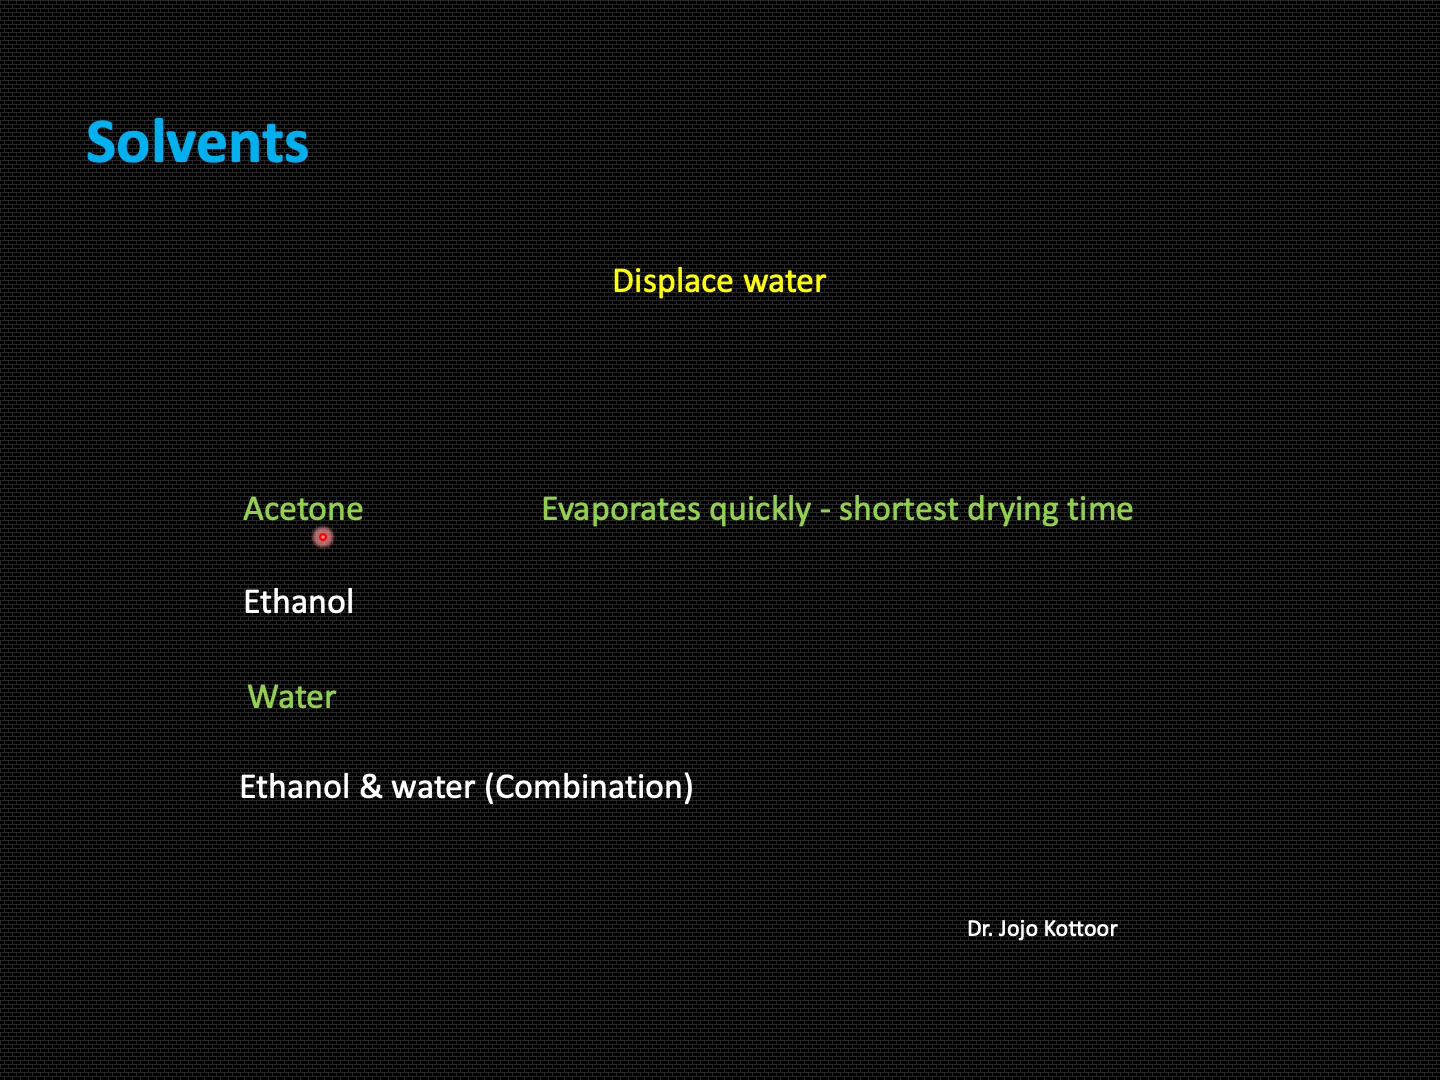 Solvents
Displace water
Acetone Evaporates quickly - shortest drying time
Ethanol
Water
Ethanol & water (Combination)
Dr. Jojo Kottoor